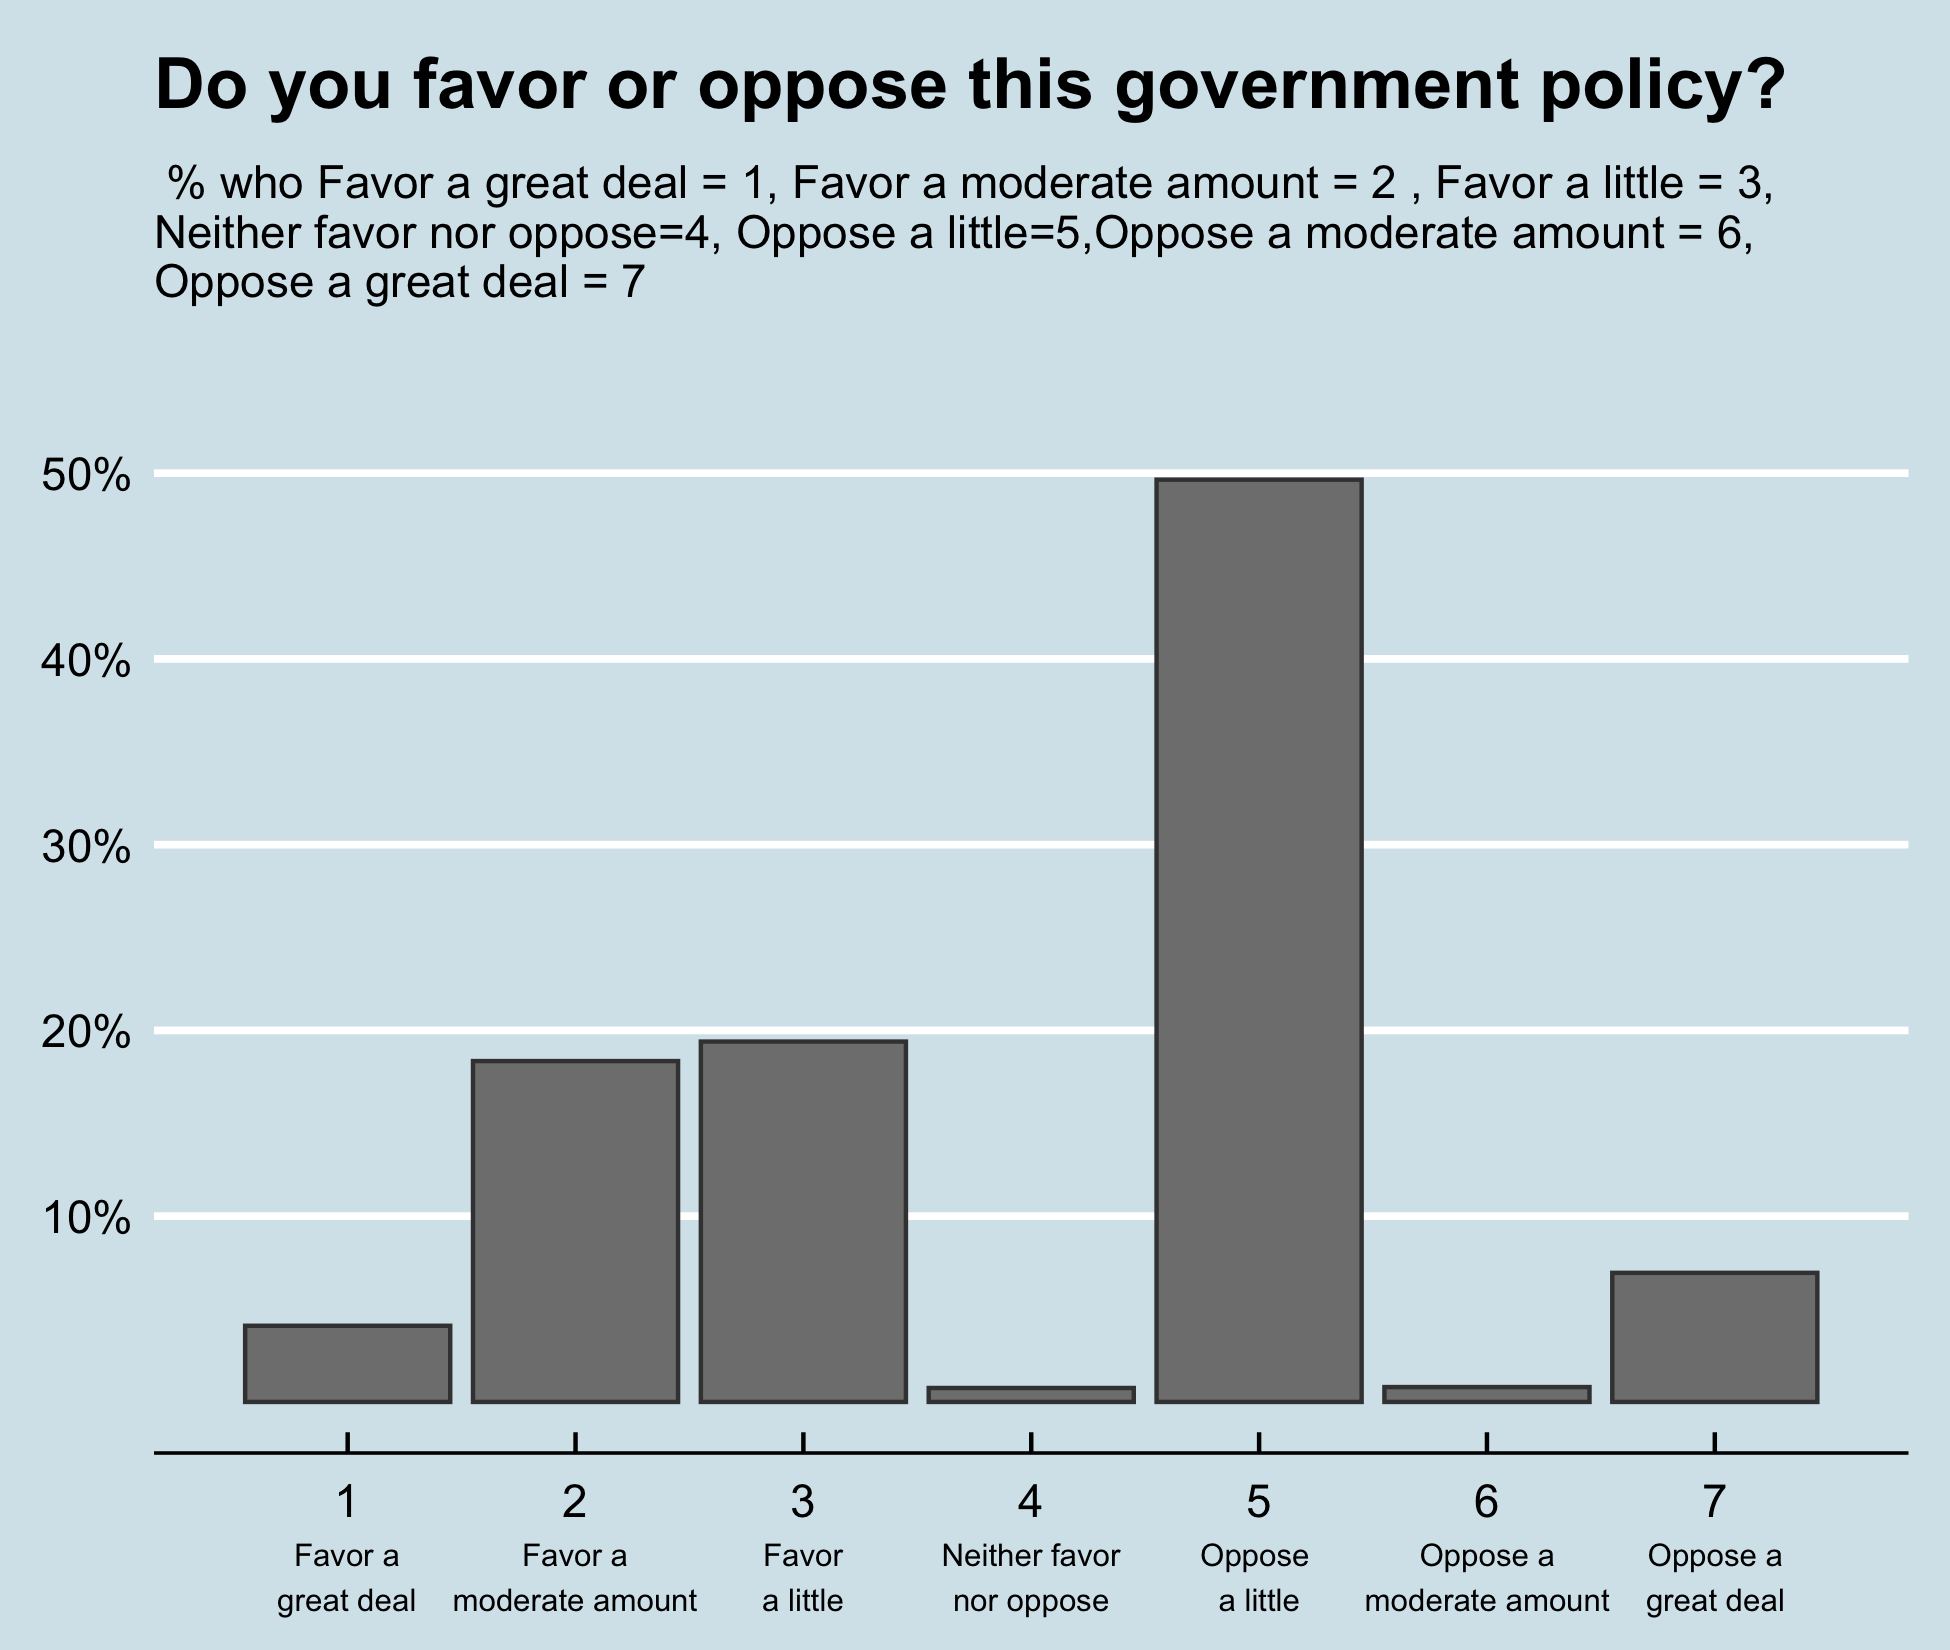 Do you favor or oppose this government policy?
% who Favor a great deal = 1, Favor a moderate amount = 2 , Favor a little = 3,
Neither favor nor oppose=4, Oppose a little=5,Oppose a moderate amount = 6,
Oppose a great deal = 7
50%
40%
30%
20%
10%
1 2 3 4 5 6 7
Favor a Favor a Favor Neither favor Oppose Oppose a Oppose a
great deal moderate amount a little nor oppose a little moderate amount great deal